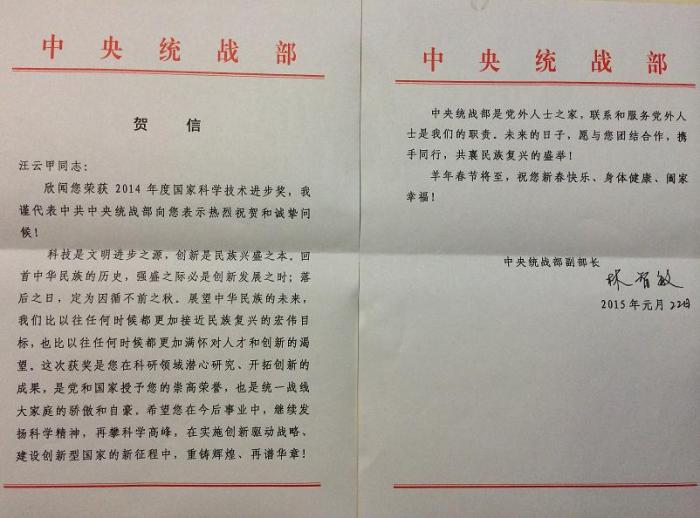 中央统战部
贺 信
汪云甲同志：
欣闻您荣获 2014 年度国家科学技术进步奖，我
谨代表中共中央统战部向您表示热烈祝贺和诚挚问
候！
科技是文明进步之源，创新是民族兴盛之本。回
首中华民族的历史，强盛之际必是创新发展之时；落
后之日，定为因循不前之秋。展望中华民族的未来，
我们比以往任何时候都更加接近民族复兴的宏伟目
标，也比以往任何时候都更加满怀对人才和创新的渴
望。这次获奖是您在科研领域潜心研究、开拓创新的
成果，是党和国家授予您的崇高荣誉，也是统一战线
大家庭的骄傲和自豪。希望您在今后事业中，继续发
扬科学精神，再攀科学高峰，在实施创新驱动战略、
建设创新型国家的新征程中，重铸辉煌、再谱华章！
中央统战部
中央统战部是党外人士之家，联系和服务党外人
士是我们的职责。未来的日子，愿与您团结合作，携
手同行，共襄民族复兴的盛举！
羊年春节将至，祝您新春快乐、身体健康、阖家
幸福！
中央统战部副部长
林智敏
2015 年元月 22日